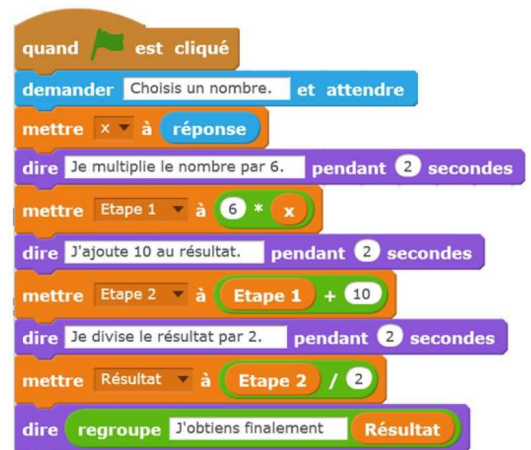 quand est cliqué
demander Choisis un nombre. et attendre
mettre x à réponse
dire Je multiplie le nombre par 6. pendant 2 secondes
mettre Etape 1 à 6 * x
dire J'ajoute 10 au résultat. pendant 2 secondes
mettre Etape 2 à Etape 1 + 10
dire Je divise le résultat par 2. pendant 2 secondes
mettre Résultat à Etape 2 / 2
dire regroupe J'obtiens finalement Résultat